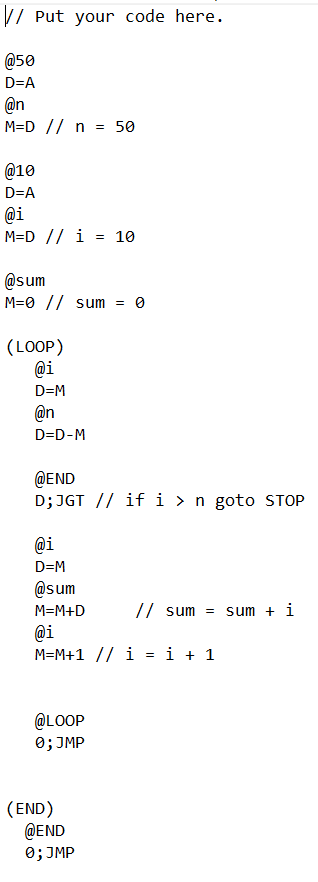 // Put your code here.
@50
D=A
@n
M=D // n = 50
@10
D=A
@i
M=D // i = 10
@sum
M=0 // sum = 0
(LOOP)
@i
D=M
@n
D=D-M
@END
D;JGT // if i > n goto STOP
@i
D=M
@sum
M=M+D // sum = sum + i
@i
M=M+1 // i = i + 1
@LOOP
0;JMP
(END)
@END
0;JMP